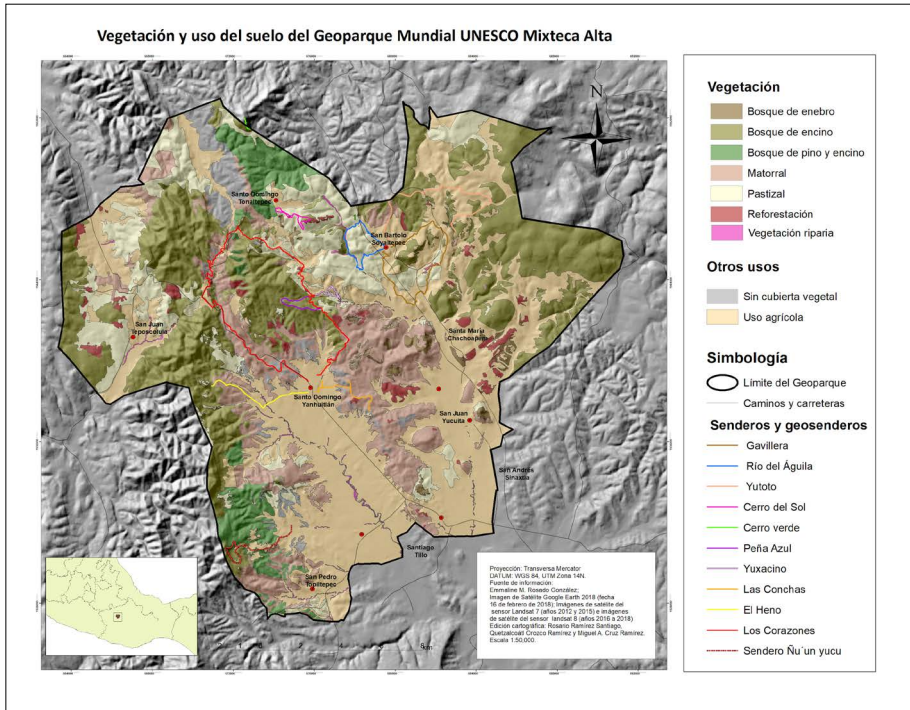 Vegetación y uso del suelo del Geoparque Mundial UNESCO Mixteca Alta
N
Santo Domingo
Tonaltepec
San Bartolo
Soyaltepec
San Juan
Teposcolula
Santa María
Chachoapam
Santo Domingo
Yanhuitlán
San Juan
Yucuita
San Andrés
Sinaxtla
Santiago
Tillo
San Pedro
Topiltepec
km
Proyección: Transversa Mercator
DATUM: WGS 84, UTM Zona 14N.
Fuente de información:
Emmaline M. Rosado González;
Imagen de Satélite Google Earth 2018 (fecha
16 de febrero de 2018); Imágenes de satélite del
sensor Landsat 7 (años 2012 y 2015) e imágenes
de satélite del sensor landsat 8 (años 2016 a 2018)
Edición cartográfica: Rosario Ramírez Santiago,
Quetzalcoátl Orozco Ramírez y Miguel A. Cruz Ramírez.
Escala 1:50,000.
Vegetación
Bosque de enebro
Bosque de encino
Bosque de pino y encino
Matorral
Pastizal
Reforestación
Vegetación riparia
Otros usos
Sin cubierta vegetal
Uso agrícola
Simbología
Límite del Geoparque
Caminos y carreteras
Senderos y geosenderos
Gavillera
Río del Águila
Yutoto
Cerro del Sol
Cerro verde
Peña Azul
Yuxacino
Las Conchas
El Heno
Los Corazones
Sendero Ñu´un yucu